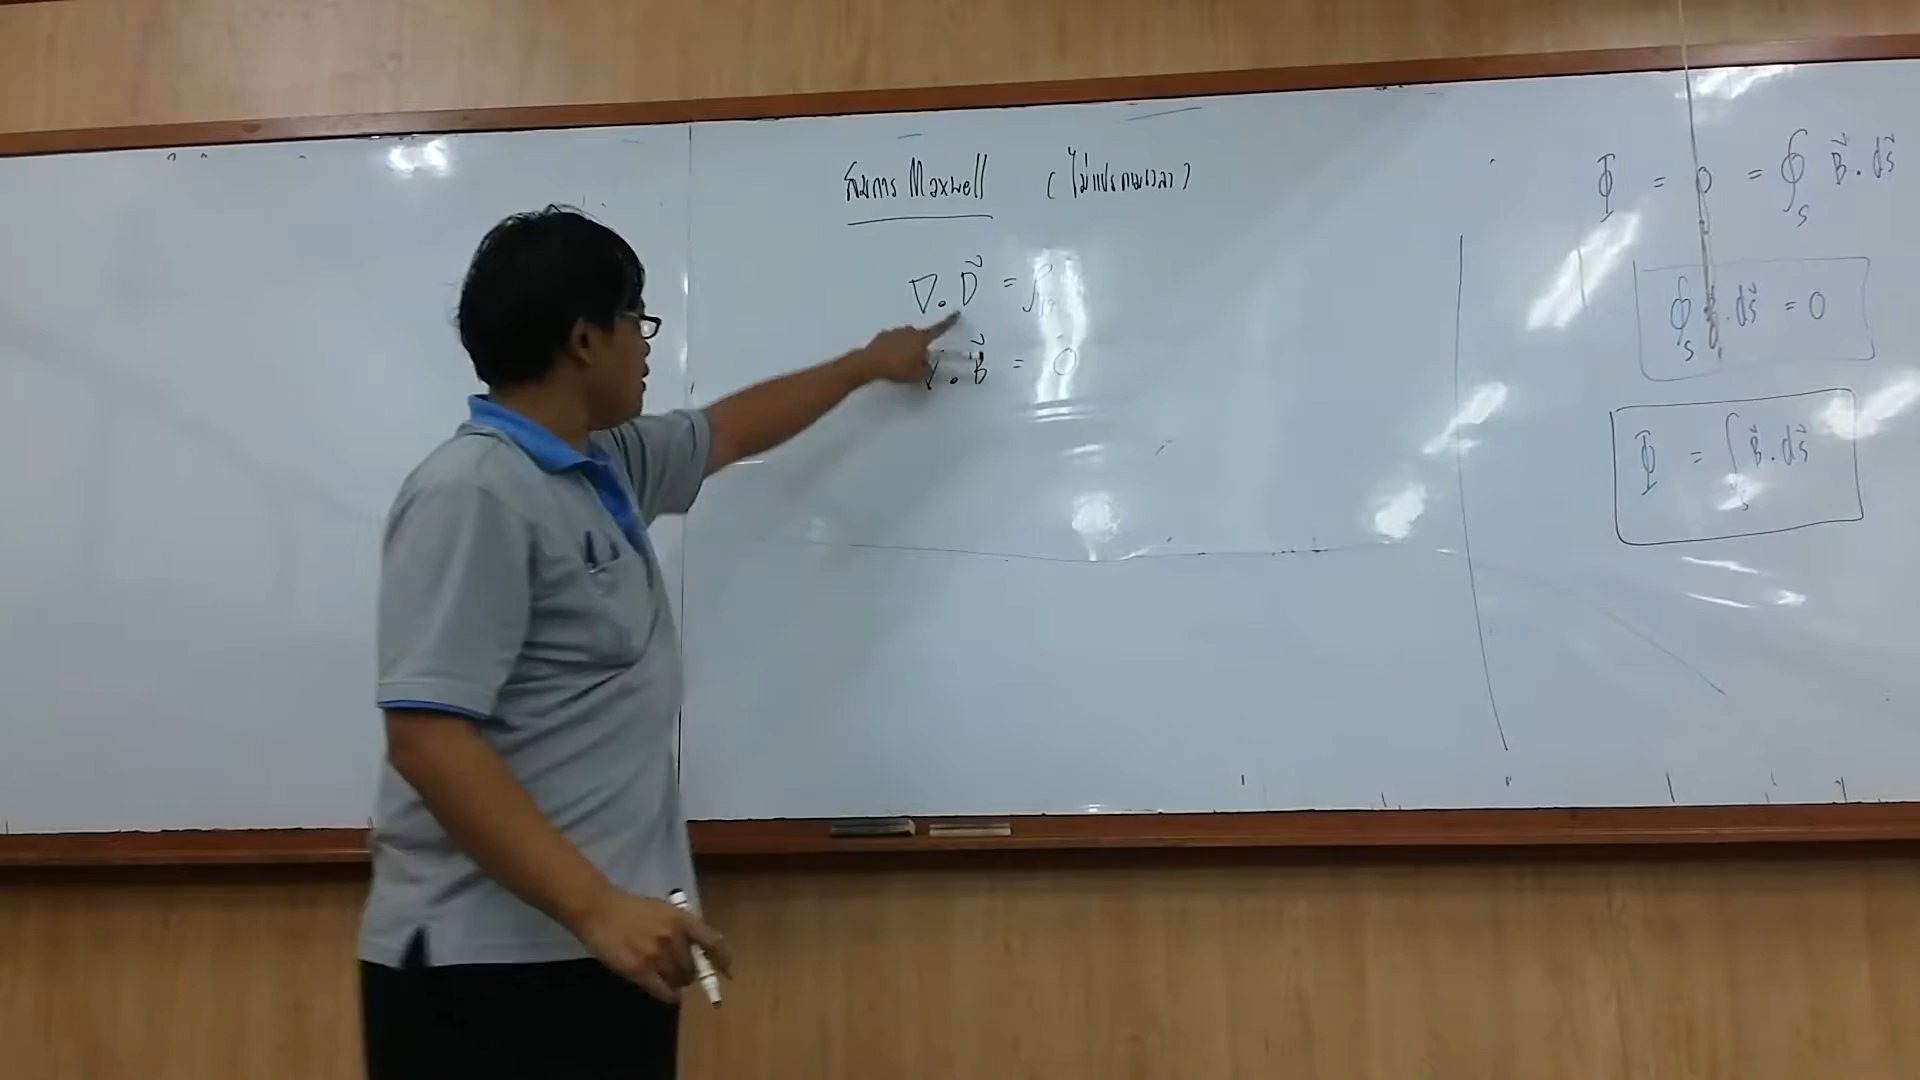 สมการ Maxwell (ไม่แปรตามเวลา)
∇ · D⃗ = ρᵥ
∇ · B⃗ = 0
Φ = 0 = ∮ₛ B⃗ · ds⃗
∮ₛ B⃗ · ds⃗ = 0
Φ = ∫ₛ B⃗ · ds⃗